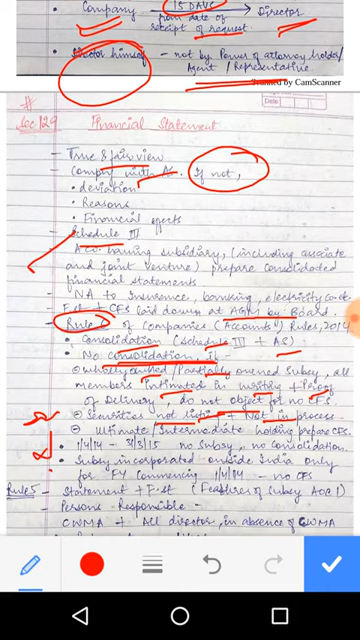 • Company 15 DAYS Director
from date of
receipt of request
• Director himself - not by Power of attorney holder/
Agent / Representative
Scanned by CamScanner
Date
#
Sec-129 Financial Statement
- True & fair view
- Comply with AS. If not,
• deviation
• Reasons
• Financial effects
- Schedule III
- A co. having subsidiary, (including associate
and joint venture) prepare consolidated
financial statements
- NA to Insurance, banking, electricity co. etc
- F.st + CFS laid down at AGM by Board.
- Rule 6 of Companies (Accounts) Rules, 2014
• Consolidation (schedule III + AS)
• No consolidation if -
⊙ wholly owned / Partially owned Subsy, all
members intimated in writing + Proof
of Delivery do not object for no CFS.
⊙ Securities not listed + Not in process
⊙ Ultimate / Intermediate holding prepare CFS.
• 1/4/14 - 31/3/15 no Subsy, no consolidation.
• Subsy incorporated outside India only
for FY Commencing 1/4/14 - no CFS
Rule 5 - Statement + F.st (Features of Subsy AOC 1)
- Persons Responsible -
CWMA + All director, in absence of CWMA